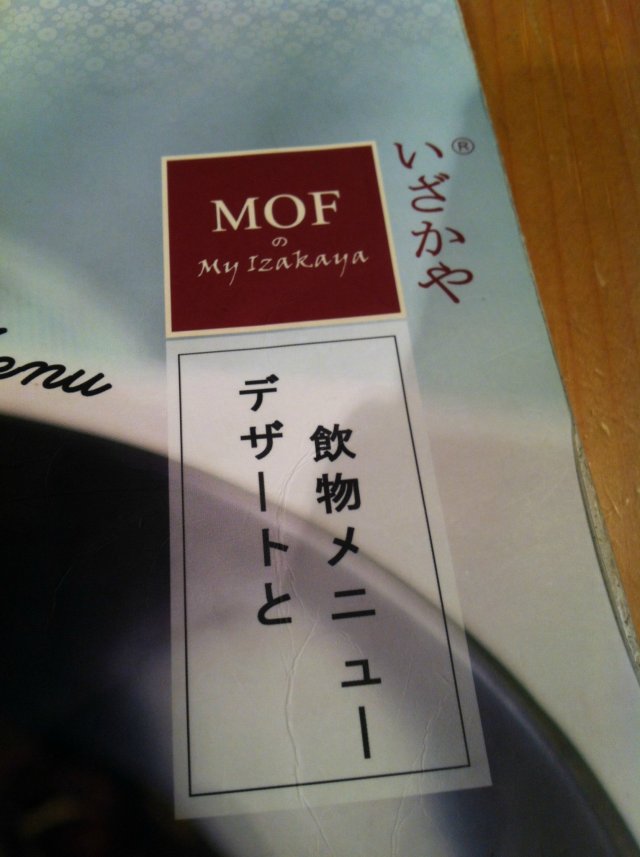 いざかや®
MOF
の
My Izakaya
enu
デザートと
飲物メニュー